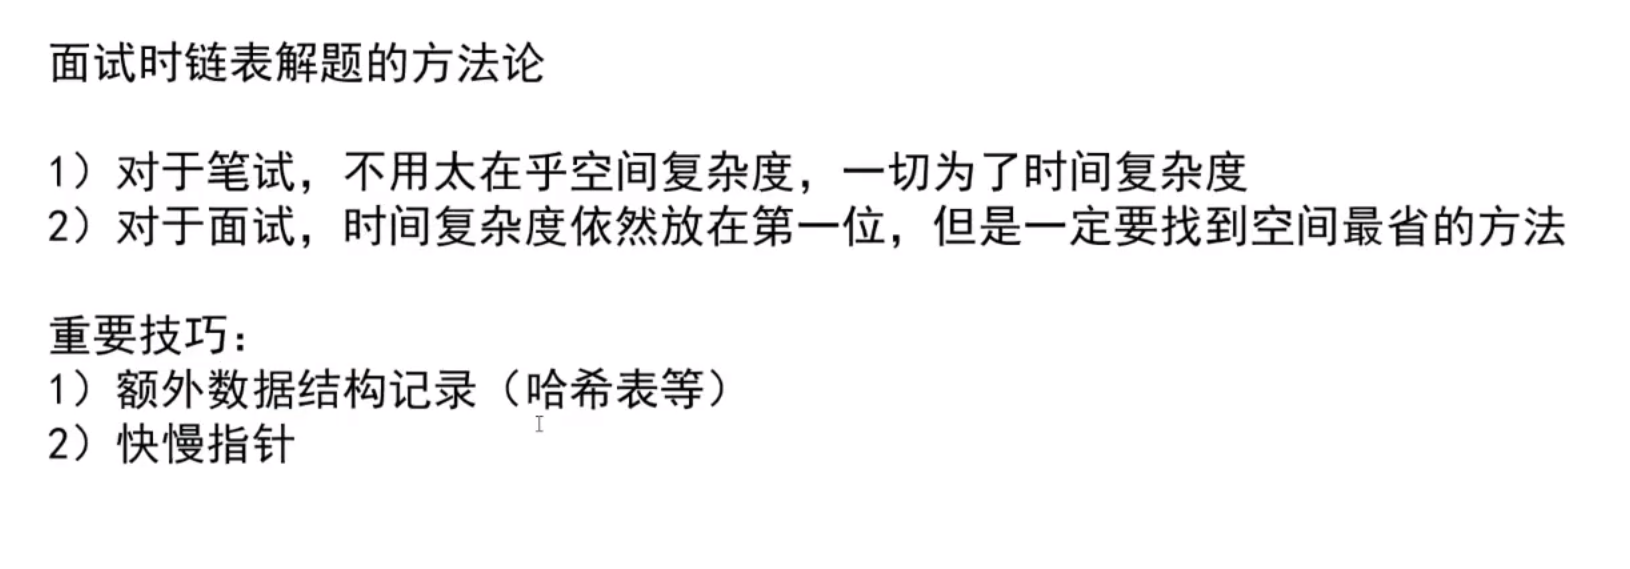 面试时链表解题的方法论
1）对于笔试，不用太在乎空间复杂度，一切为了时间复杂度
2）对于面试，时间复杂度依然放在第一位，但是一定要找到空间最省的方法
重要技巧：
1）额外数据结构记录（哈希表等）
2）快慢指针